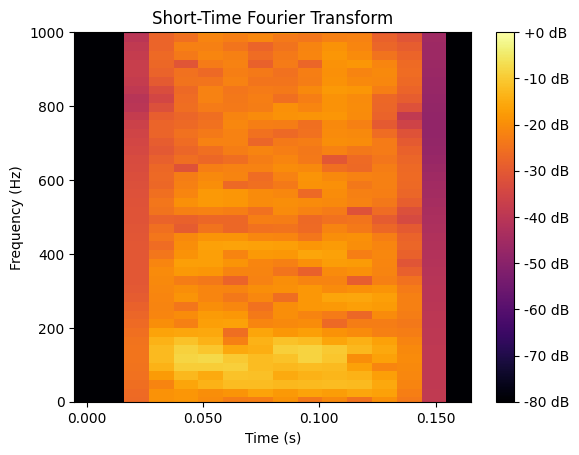 Short-Time Fourier Transform
1000
800
600
400
200
0
Frequency (Hz)
0.000
0.050
0.100
0.150
Time (s)
+0 dB
-10 dB
-20 dB
-30 dB
-40 dB
-50 dB
-60 dB
-70 dB
-80 dB